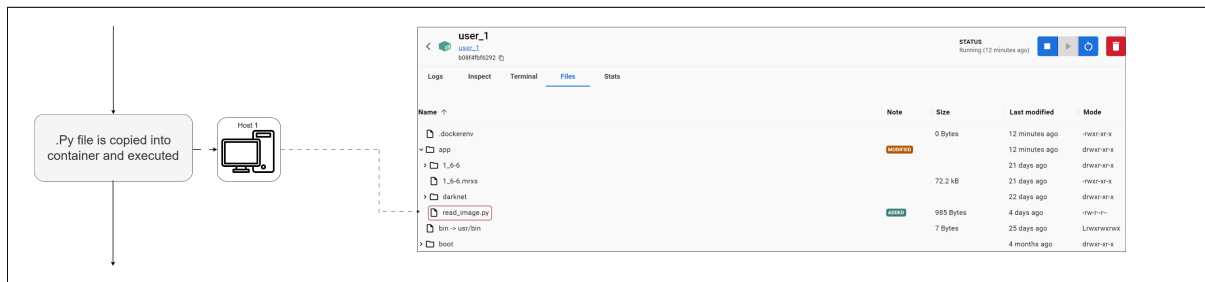 .Py file is copied into
container and executed
Host 1
user_1
user_1
b08f4fbf6292
STATUS
Running (12 minutes ago)
Logs Inspect Terminal Files Stats
Name Note Size Last modified Mode
.dockerenv 0 Bytes 12 minutes ago -rwxr-xr-x
app MODIFIED 12 minutes ago drwxr-xr-x
1_6-6 21 days ago drwxr-xr-x
1_6-6.mrxs 72.2 kB 21 days ago -rwxr-xr-x
darknet 22 days ago drwxr-xr-x
read_image.py ADDED 985 Bytes 4 days ago -rw-r--r--
bin -> usr/bin 7 Bytes 25 days ago Lrwxrwxrwx
boot 4 months ago drwxr-xr-x